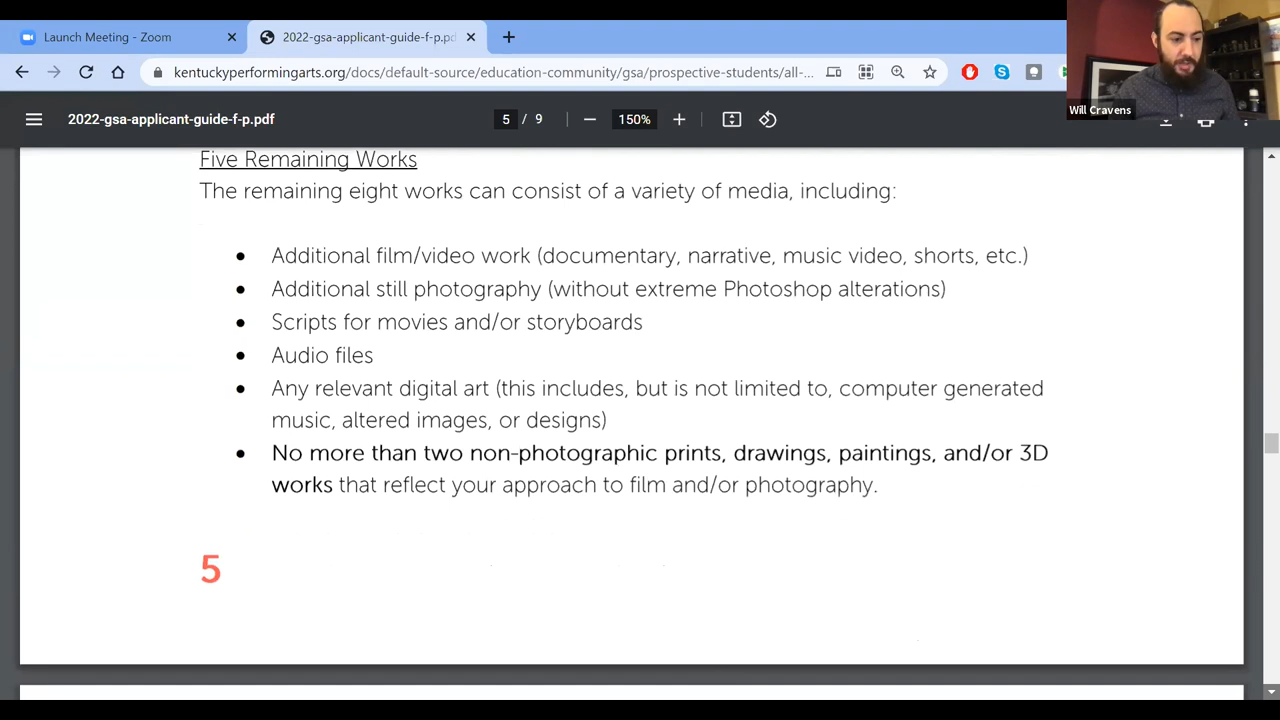 Launch Meeting - Zoom
2022-gsa-applicant-guide-f-p.pd
kentuckyperformingarts.org/docs/default-source/education-community/gsa/prospective-students/all-...
Will Cravens
2022-gsa-applicant-guide-f-p.pdf
5 / 9
150%
Five Remaining Works
The remaining eight works can consist of a variety of media, including:
• Additional film/video work (documentary, narrative, music video, shorts, etc.)
• Additional still photography (without extreme Photoshop alterations)
• Scripts for movies and/or storyboards
• Audio files
• Any relevant digital art (this includes, but is not limited to, computer generated
music, altered images, or designs)
• No more than two non-photographic prints, drawings, paintings, and/or 3D
works that reflect your approach to film and/or photography.
5